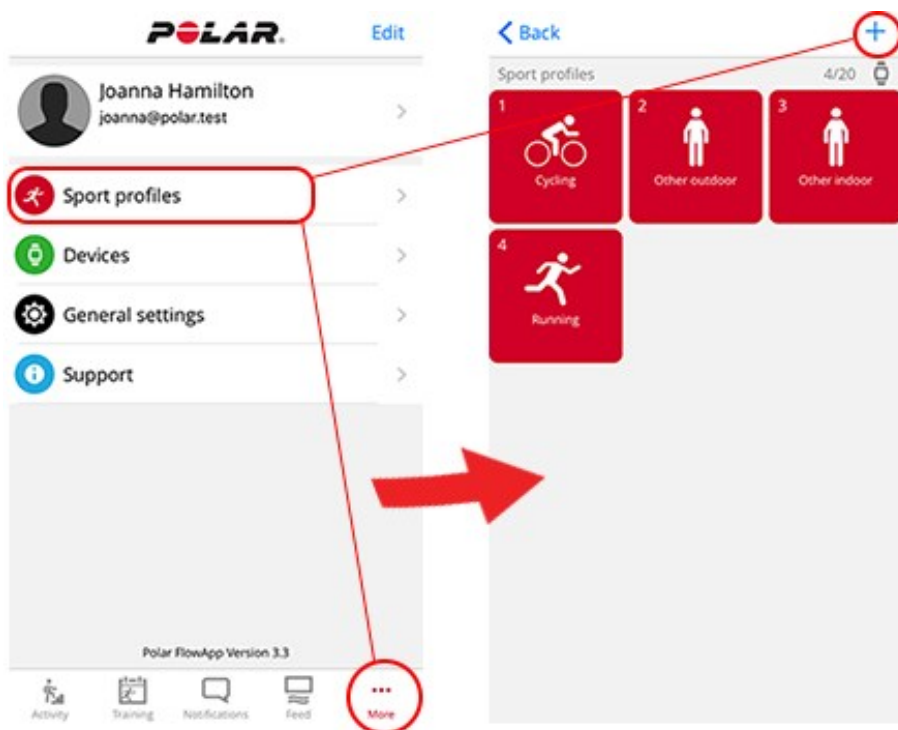 POLAR.
Edit
Joanna Hamilton
joanna@polar.test
Sport profiles
Devices
General settings
Support
Polar FlowApp Version 3.3
Activity
Training
Notifications
Feed
More
Back
Sport profiles
4/20
1
Cycling
2
Other outdoor
3
Other indoor
4
Running